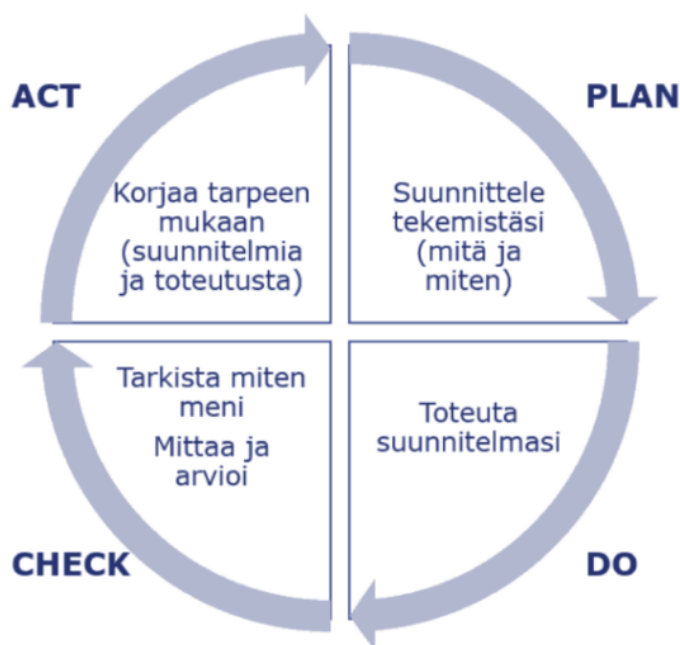 ACT
Korjaa tarpeen
mukaan
(suunnitelmia
ja toteutusta)
PLAN
Suunnittele
tekemistäsi
(mitä ja
miten)
Tarkista miten
meni
Mittaa ja
arvioi
CHECK
Toteuta
suunnitelmasi
DO